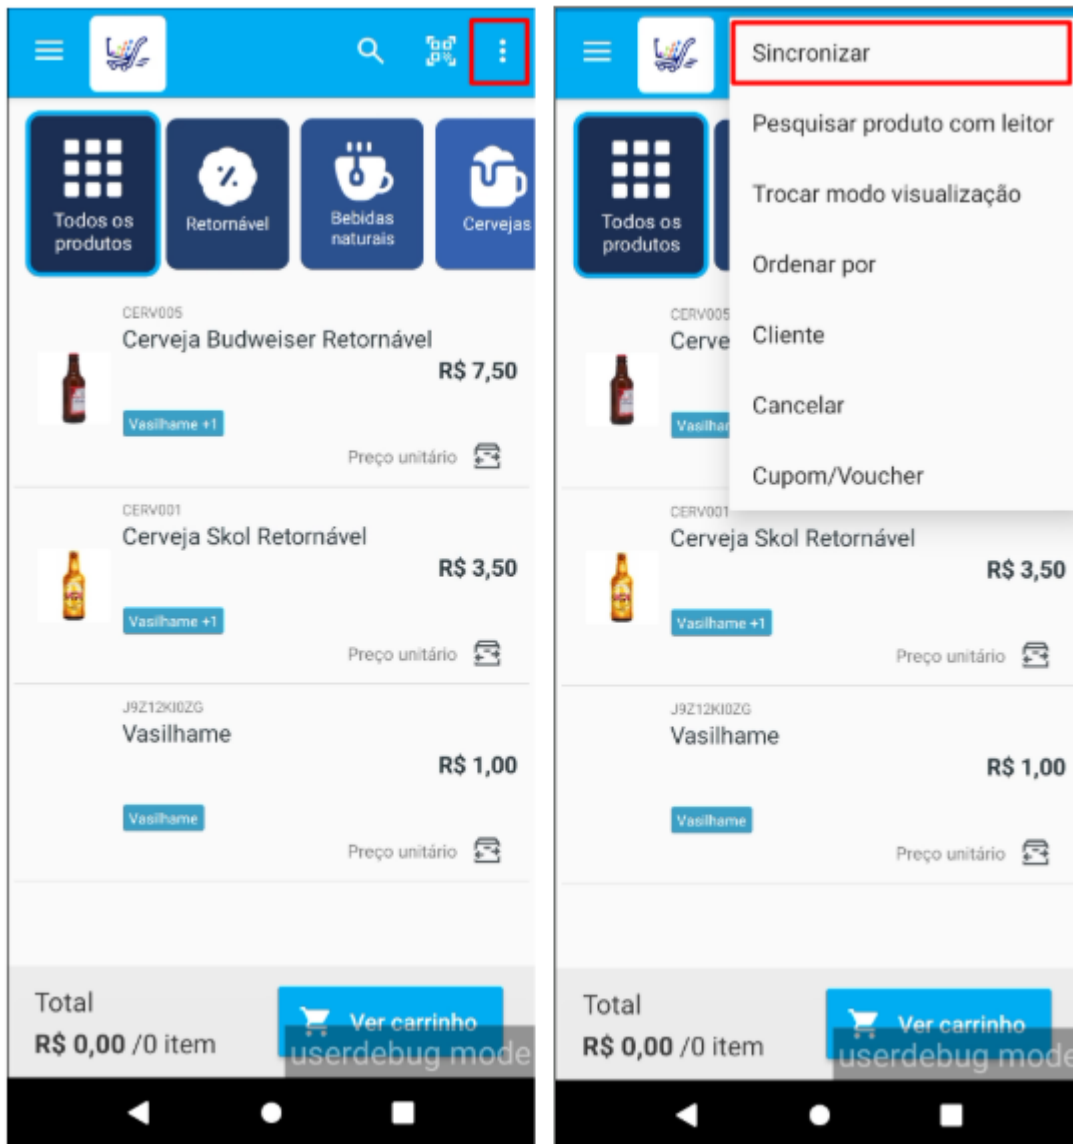 Todos os
produtos
Retornável
Bebidas
naturais
Cervejas
CERV005
Cerveja Budweiser Retornável
R$ 7,50
Vasilhame +1
Preço unitário
CERV001
Cerveja Skol Retornável
R$ 3,50
Vasilhame +1
Preço unitário
J9Z12KI0ZG
Vasilhame
R$ 1,00
Vasilhame
Preço unitário
Total
R$ 0,00 /0 item
Ver carrinho
userdebug mode
Sincronizar
Pesquisar produto com leitor
Trocar modo visualização
Ordenar por
Cliente
Cancelar
Cupom/Voucher
Todos os
produtos
CERV005
Cerve
Vasilhar
CERV001
Cerveja Skol Retornável
R$ 3,50
Vasilhame +1
Preço unitário
J9Z12KI0ZG
Vasilhame
R$ 1,00
Vasilhame
Preço unitário
Total
R$ 0,00 /0 item
Ver carrinho
userdebug mode